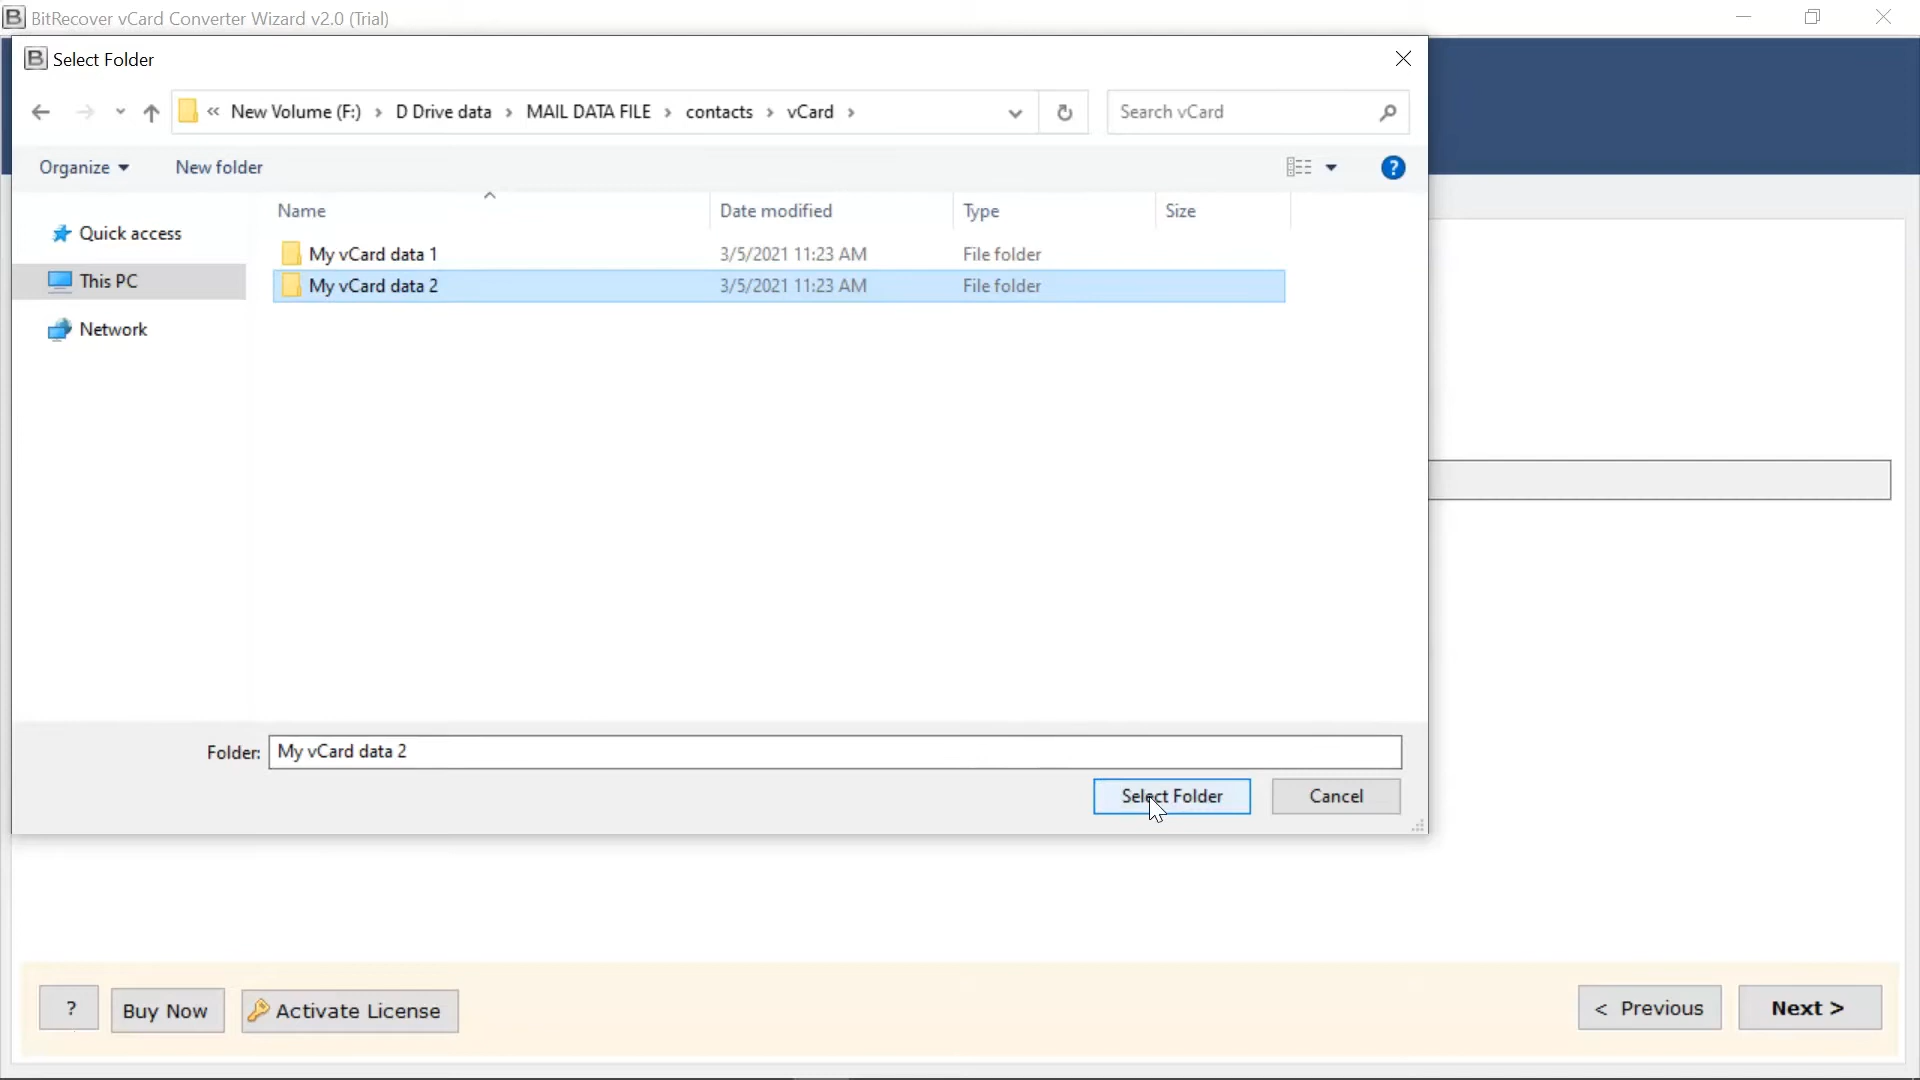 BitRecover vCard Converter Wizard v2.0 (Trial)
Select Folder
« New Volume (F:) › D Drive data › MAIL DATA FILE › contacts › vCard ›
Search vCard
Organize
New folder
?
Name
Date modified
Type
Size
Quick access
This PC
Network
My vCard data 1 3/5/2021 11:23 AM File folder
My vCard data 2 3/5/2021 11:23 AM File folder
Folder: My vCard data 2
Select Folder
Cancel
?
Buy Now
Activate License
< Previous
Next >